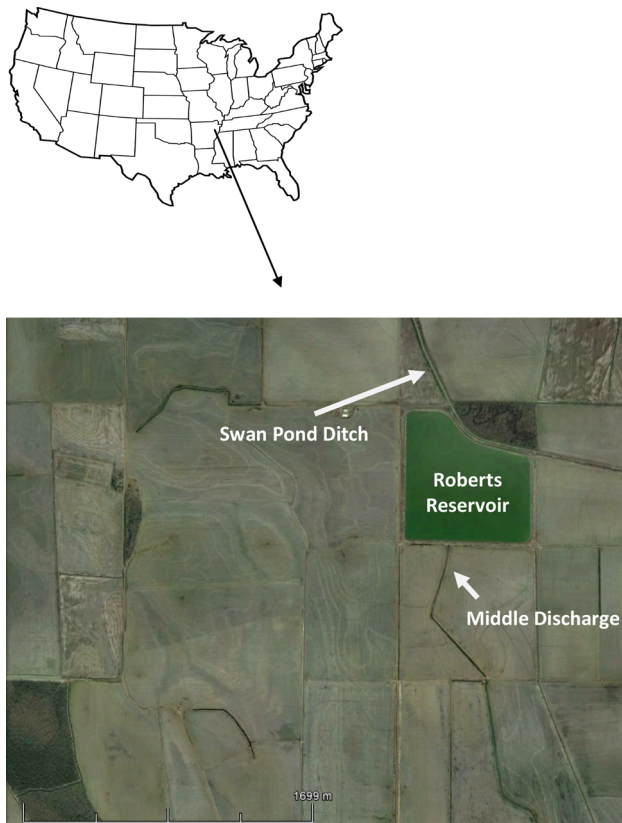 Swan Pond Ditch
Roberts
Reservoir
Middle Discharge
1699 m